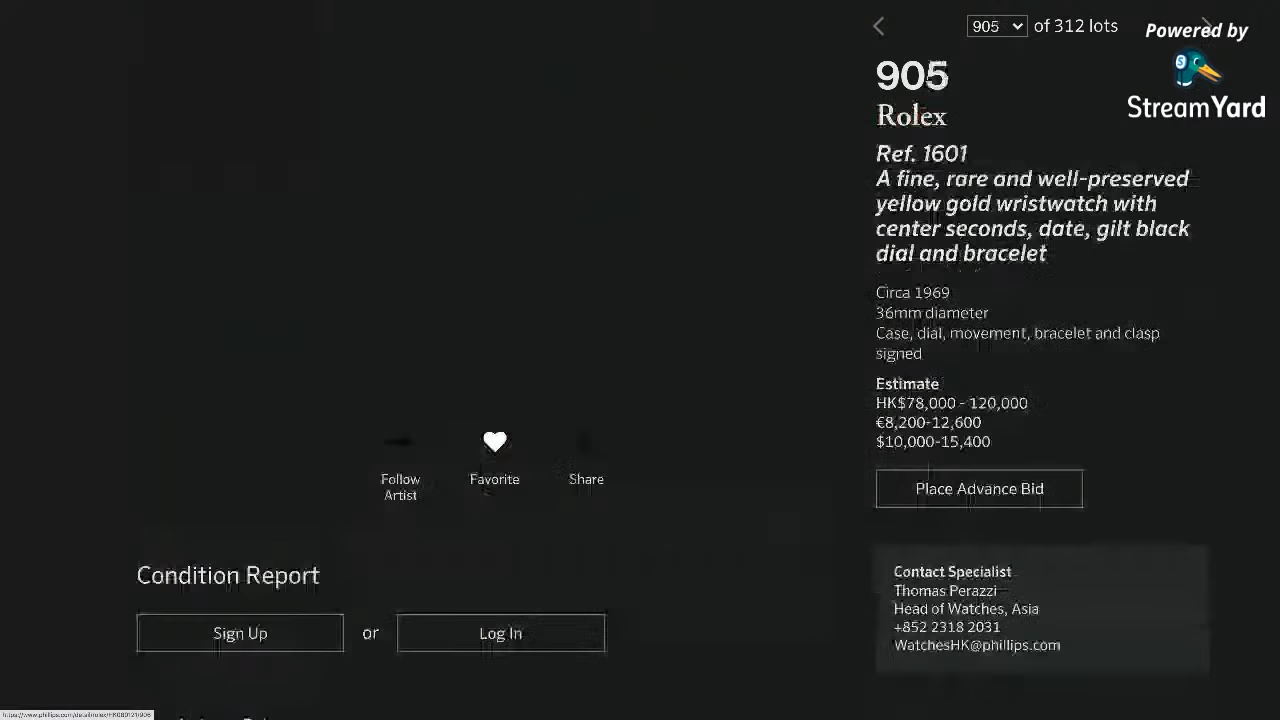 905 of 312 lots
Powered by
StreamYard
905
Rolex
Ref. 1601
A fine, rare and well-preserved
yellow gold wristwatch with
center seconds, date, gilt black
dial and bracelet
Circa 1969
36mm diameter
Case, dial, movement, bracelet and clasp
signed
Estimate
HK$78,000 - 120,000
€8,200-12,600
$10,000-15,400
Place Advance Bid
Follow
Artist
Favorite
Share
Condition Report
Sign Up or Log In
Contact Specialist
Thomas Perazzi
Head of Watches, Asia
+852 2318 2031
WatchesHK@phillips.com